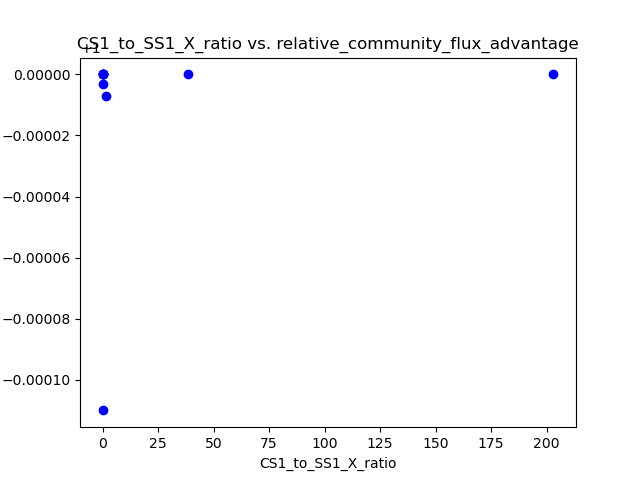 CS1_to_SS1_X_ratio vs. relative_community_flux_advantage
+1
0.00000
−0.00002
−0.00004
−0.00006
−0.00008
−0.00010
0 25 50 75 100 125 150 175 200
CS1_to_SS1_X_ratio